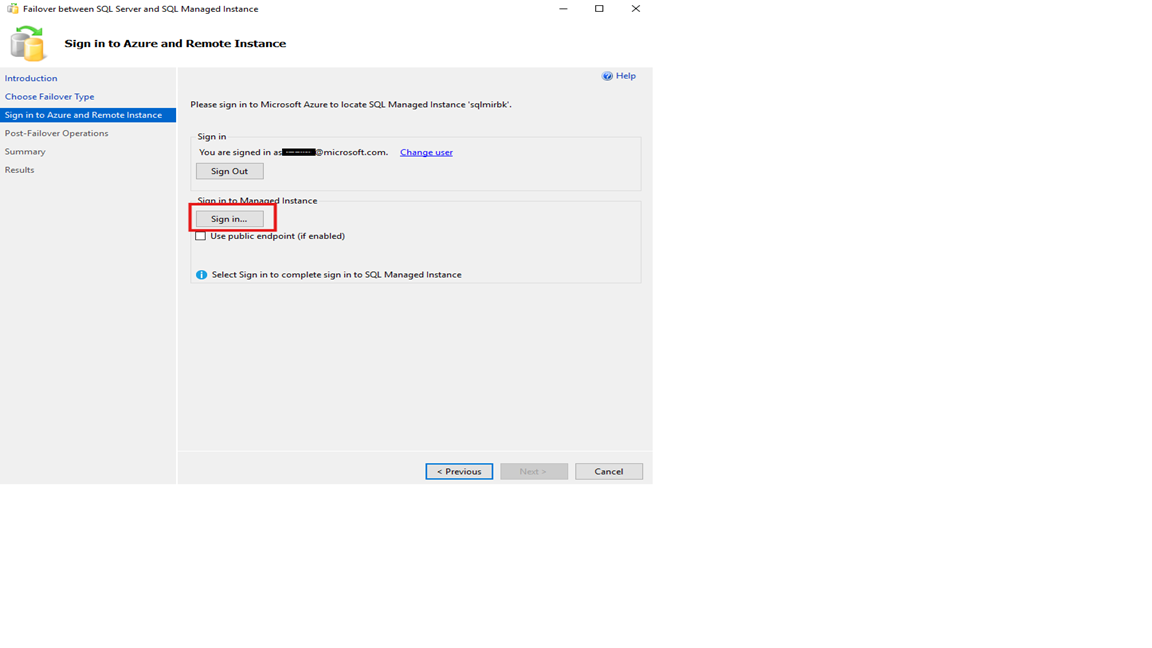 Failover between SQL Server and SQL Managed Instance
Sign in to Azure and Remote Instance
Introduction
Choose Failover Type
Sign in to Azure and Remote Instance
Post-Failover Operations
Summary
Results
Help
Please sign in to Microsoft Azure to locate SQL Managed Instance 'sqlmirbk'.
Sign in
You are signed in as @microsoft.com. Change user
Sign Out
Sign in to Managed Instance
Sign in...
Use public endpoint (if enabled)
Select Sign in to complete sign in to SQL Managed Instance
< Previous Next > Cancel